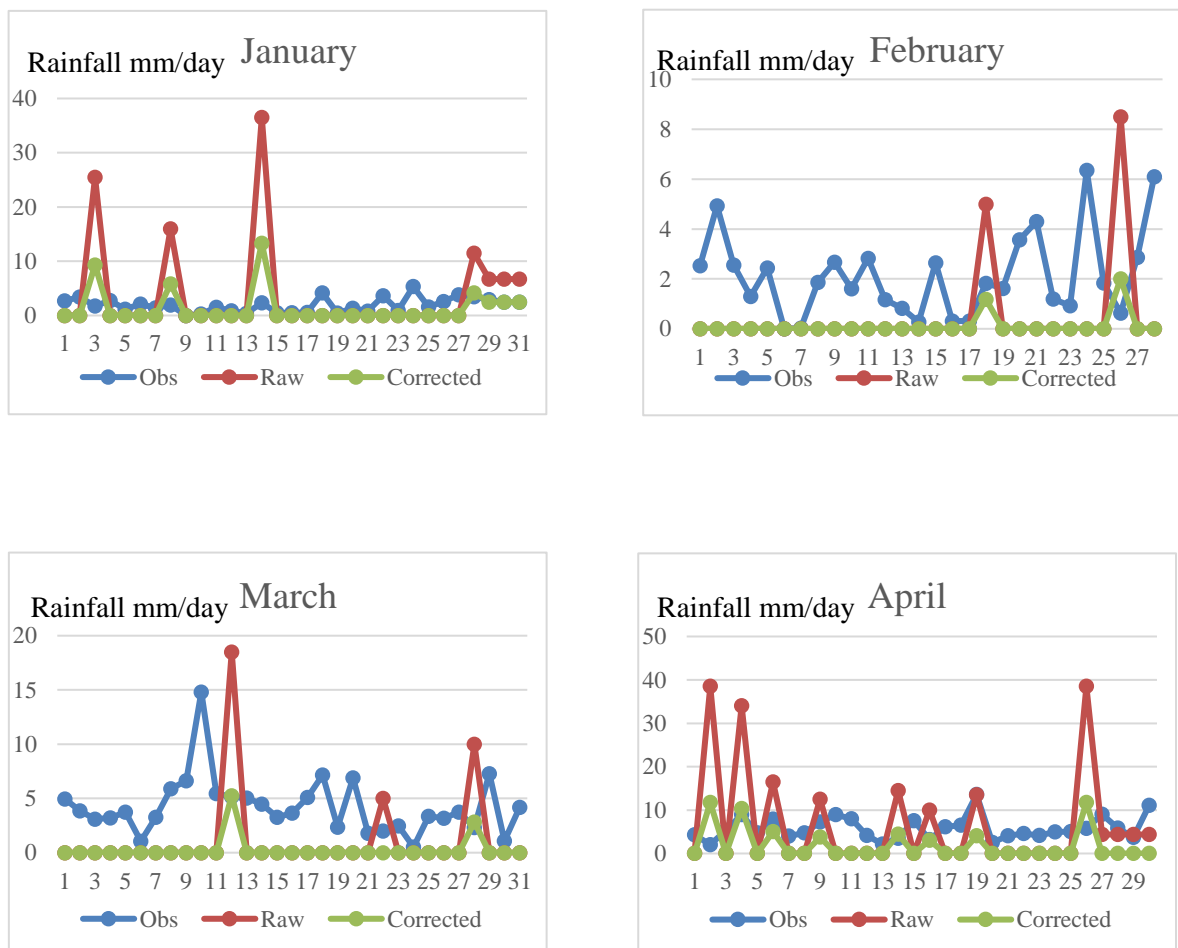 Rainfall mm/day January
40
30
20
10
0
1 3 5 7 9 11 13 15 17 19 21 23 25 27 29 31
Obs Raw Corrected
Rainfall mm/day February
10
8
6
4
2
0
1 3 5 7 9 11 13 15 17 19 21 23 25 27
Obs Raw Corrected
Rainfall mm/day March
20
15
10
5
0
1 3 5 7 9 11 13 15 17 19 21 23 25 27 29 31
Obs Raw Corrected
Rainfall mm/day April
50
40
30
20
10
0
1 3 5 7 9 11 13 15 17 19 21 23 25 27 29
Obs Raw Corrected